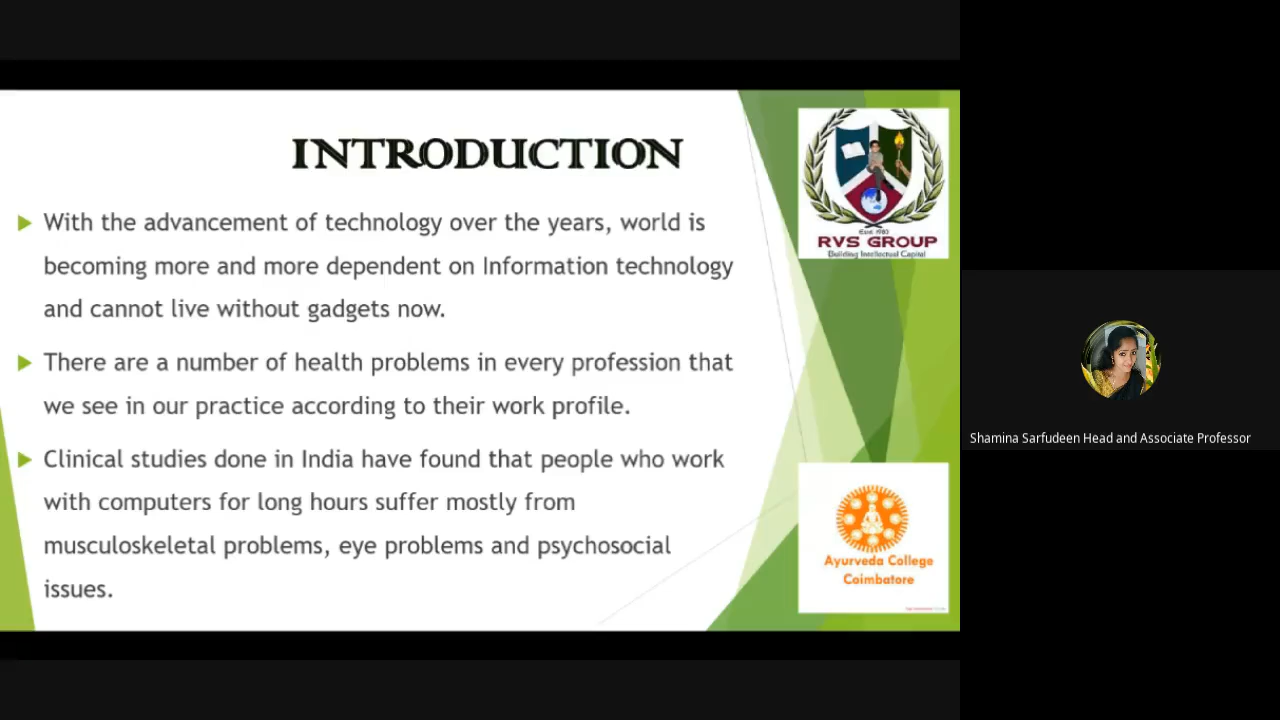 INTRODUCTION
With the advancement of technology over the years, world is
becoming more and more dependent on Information technology
and cannot live without gadgets now.
There are a number of health problems in every profession that
we see in our practice according to their work profile.
Clinical studies done in India have found that people who work
with computers for long hours suffer mostly from
musculoskeletal problems, eye problems and psychosocial
issues.
Estd 1983
RVS GROUP
Building Intellectual Capital
Ayurveda College
Coimbatore
Shamina Sarfudeen Head and Associate Professor